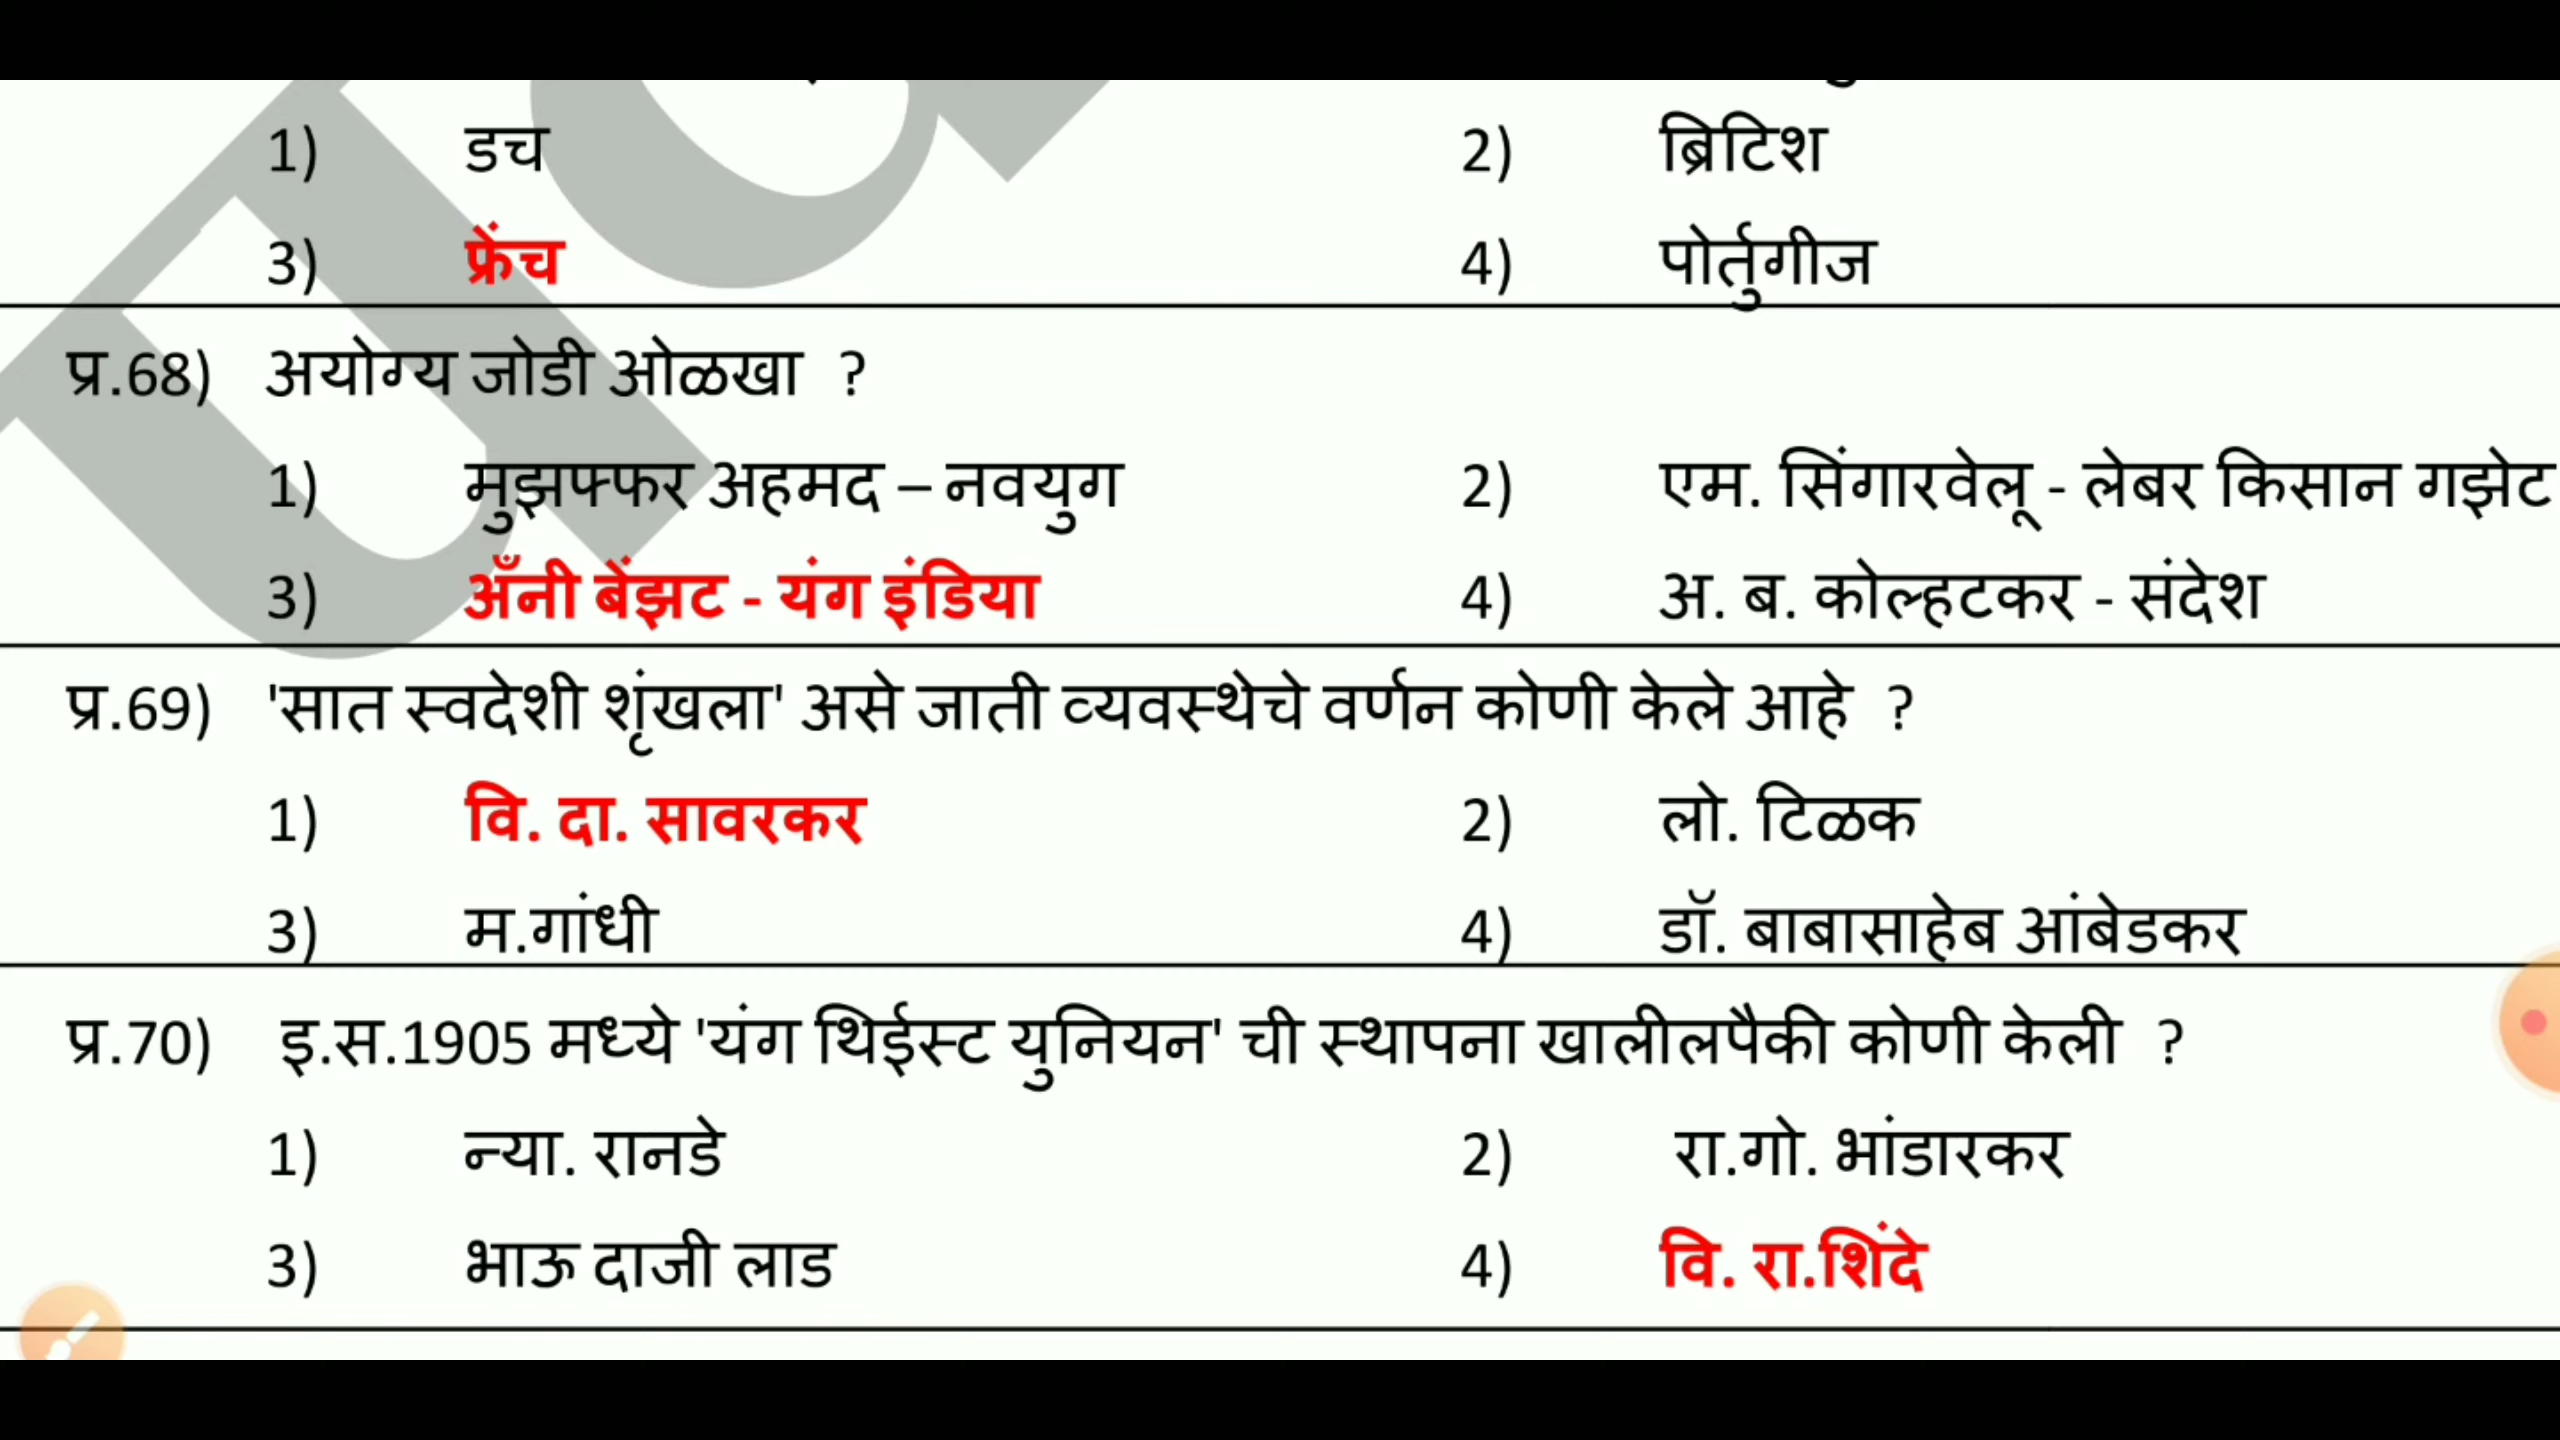 1) डच 2) ब्रिटिश
3) फ्रेंच 4) पोर्तुगीज
प्र.68) अयोग्य जोडी ओळखा ?
1) मुझफ्फर अहमद – नवयुग 2) एम. सिंगारवेलू - लेबर किसान गझेट
3) अँनी बेंझट - यंग इंडिया 4) अ. ब. कोल्हटकर - संदेश
प्र.69) 'सात स्वदेशी शृंखला' असे जाती व्यवस्थेचे वर्णन कोणी केले आहे ?
1) वि. दा. सावरकर 2) लो. टिळक
3) म.गांधी 4) डॉ. बाबासाहेब आंबेडकर
प्र.70) इ.स.1905 मध्ये 'यंग थिईस्ट युनियन' ची स्थापना खालीलपैकी कोणी केली ?
1) न्या. रानडे 2) रा.गो. भांडारकर
3) भाऊ दाजी लाड 4) वि. रा.शिंदे